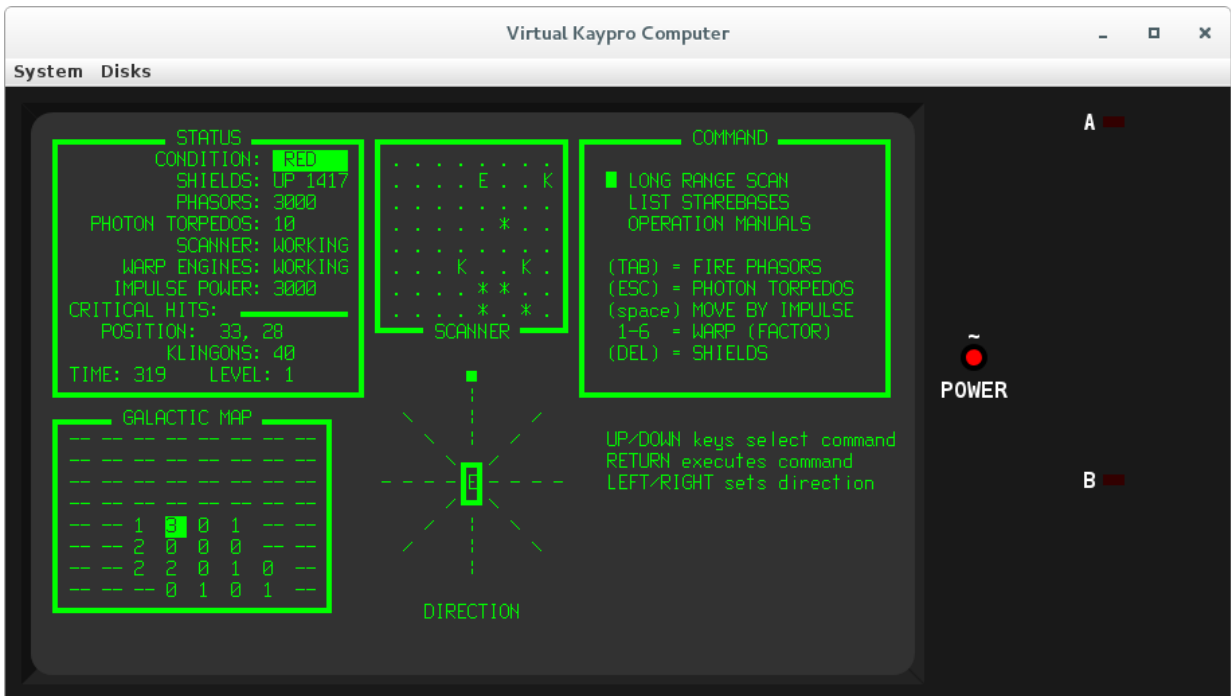 Virtual Kaypro Computer
System Disks
STATUS
CONDITION: RED
SHIELDS: UP 1417
PHASORS: 3000
PHOTON TORPEDOS: 10
SCANNER: WORKING
WARP ENGINES: WORKING
IMPULSE POWER: 3000
CRITICAL HITS:
POSITION: 33, 28
KLINGONS: 40
TIME: 319 LEVEL: 1
. . . . . . . .
. . . . E . . K
. . . . . . . .
. . . . . * . .
. . . . . . . .
. . . K . . K .
. . . . * * . .
. . . . * . * .
SCANNER
COMMAND
LONG RANGE SCAN
LIST STAREBASES
OPERATION MANUALS
(TAB) = FIRE PHASORS
(ESC) = PHOTON TORPEDOS
(space) MOVE BY IMPULSE
1-6 = WARP (FACTOR)
(DEL) = SHIELDS
GALACTIC MAP
-- -- -- -- -- -- -- --
-- -- -- -- -- -- -- --
-- -- -- -- -- -- -- --
-- -- -- -- -- -- -- --
-- -- 1 3 0 1 -- --
-- -- 2 0 0 0 -- --
-- -- 2 2 0 1 0 --
-- -- -- 0 1 0 1 --
E
DIRECTION
UP/DOWN keys select command
RETURN executes command
LEFT/RIGHT sets direction
A
~
POWER
B